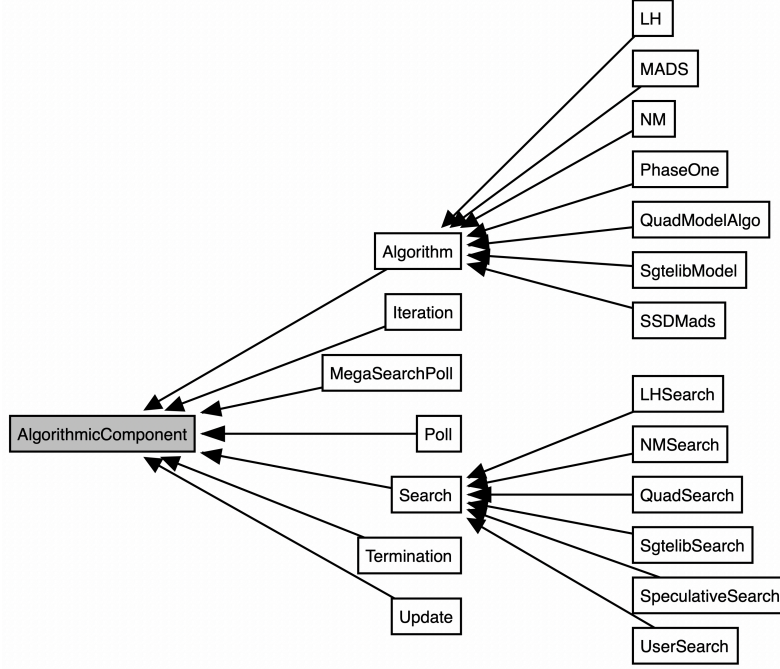 LH
MADS
NM
PhaseOne
QuadModelAlgo
Algorithm
SgtelibModel
Iteration
SSDMads
MegaSearchPoll
LHSearch
AlgorithmicComponent
Poll
NMSearch
Search
QuadSearch
SgtelibSearch
Termination
SpeculativeSearch
Update
UserSearch